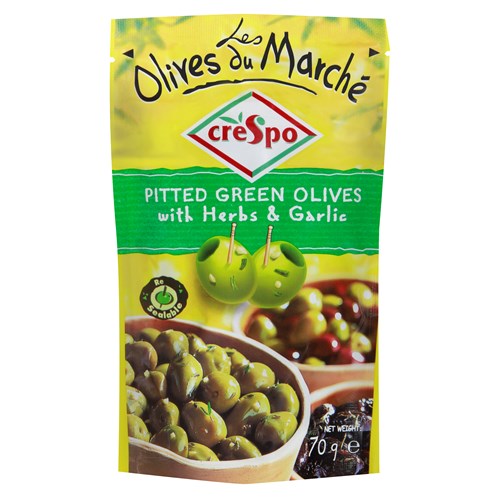 Les
Olives du Marché
creSpo
PITTED GREEN OLIVES
with Herbs & Garlic
Re
Sealable
NET WEIGHT:
70g ℮